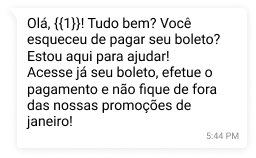 Olá, {{1}}! Tudo bem? Você
esqueceu de pagar seu boleto?
Estou aqui para ajudar!
Acesse já seu boleto, efetue o
pagamento e não fique de fora
das nossas promoções de
janeiro!
5:44 PM